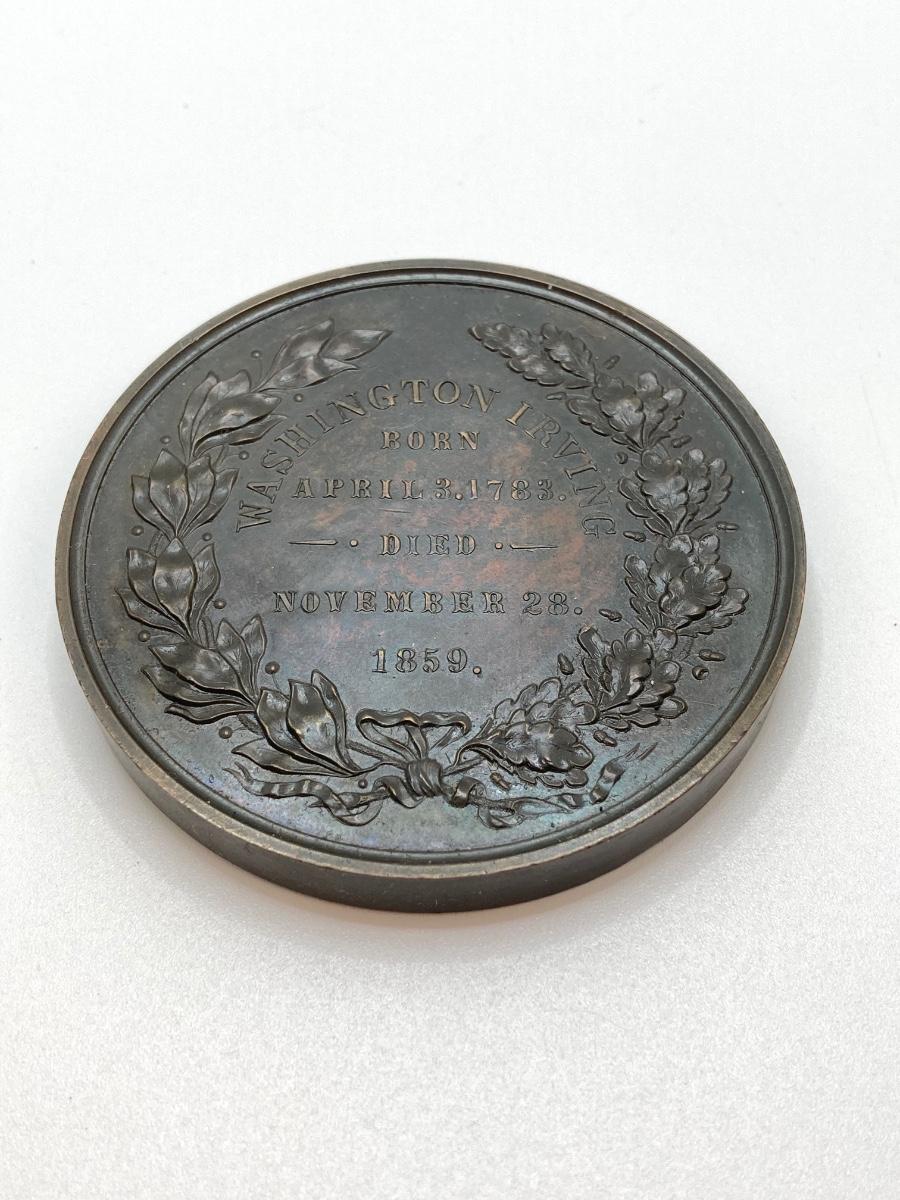 WASHINGTON IRVING
BORN
APRIL 3. 1783.
DIED
NOVEMBER 28.
1859.